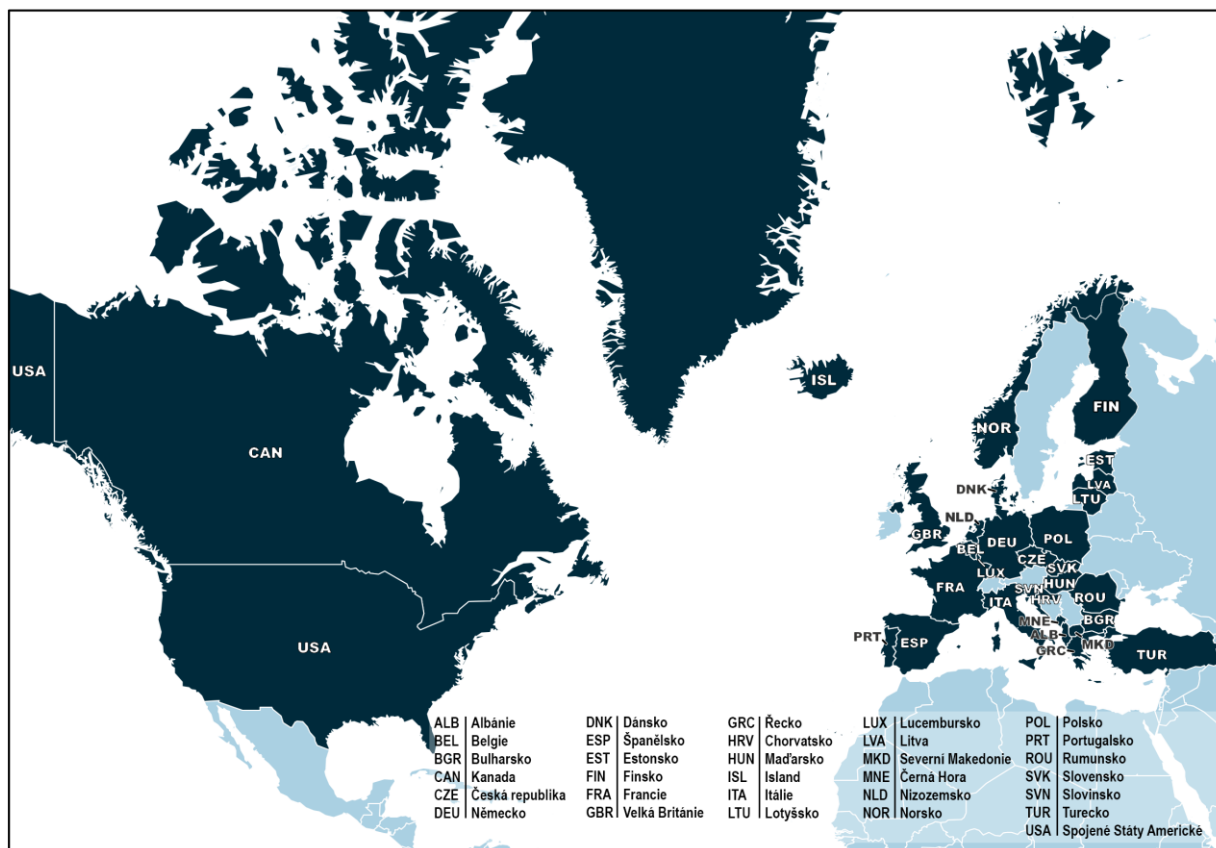 USA
CAN
USA
ISL
NOR
FIN
EST
LVA
LTU
DNK
NLD
GBR
BEL
DEU
POL
CZE
LUX
SVK
FRA
SVN
HUN
ITA
HRV
ROU
MNE
BGR
ALB
PRT
ESP
GRC
MKD
TUR
ALB Albánie
BEL Belgie
BGR Bulharsko
CAN Kanada
CZE Česká republika
DEU Německo
DNK Dánsko
ESP Španělsko
EST Estonsko
FIN Finsko
FRA Francie
GBR Velká Británie
GRC Řecko
HRV Chorvatsko
HUN Maďarsko
ISL Island
ITA Itálie
LTU Lotyšsko
LUX Lucembursko
LVA Litva
MKD Severní Makedonie
MNE Černá Hora
NLD Nizozemsko
NOR Norsko
POL Polsko
PRT Portugalsko
ROU Rumunsko
SVK Slovensko
SVN Slovinsko
TUR Turecko
USA Spojené Státy Americké